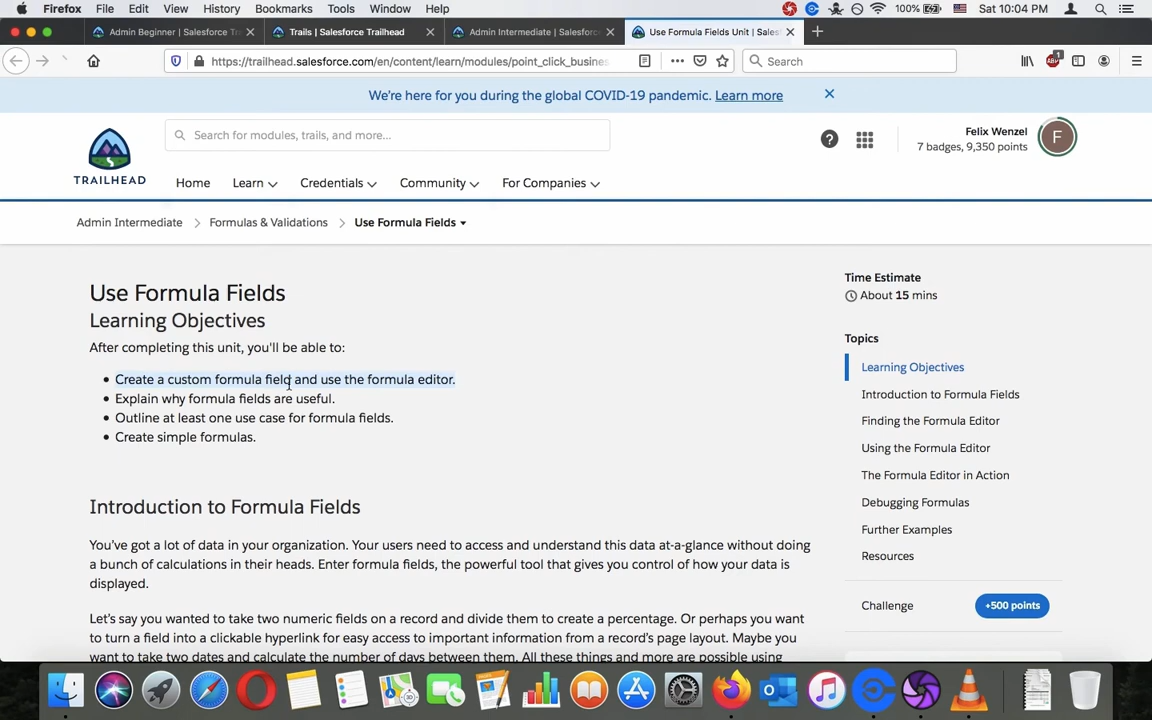 Firefox File Edit View History Bookmarks Tools Window Help 100% Sat 10:04 PM
Admin Beginner | Salesforce Tr
Trails | Salesforce Trailhead
Admin Intermediate | Salesforc
Use Formula Fields Unit | Sales
https://trailhead.salesforce.com/en/content/learn/modules/point_click_busine
Search
1
We're here for you during the global COVID-19 pandemic. Learn more
Search for modules, trails, and more...
TRAILHEAD
Felix Wenzel
7 badges, 9,350 points
F
Home Learn Credentials Community For Companies
Admin Intermediate Formulas & Validations Use Formula Fields
Use Formula Fields
Learning Objectives
After completing this unit, you'll be able to:
• Create a custom formula field and use the formula editor.
• Explain why formula fields are useful.
• Outline at least one use case for formula fields.
• Create simple formulas.
Introduction to Formula Fields
You've got a lot of data in your organization. Your users need to access and understand this data at-a-glance without doing
a bunch of calculations in their heads. Enter formula fields, the powerful tool that gives you control of how your data is
displayed.
Let's say you wanted to take two numeric fields on a record and divide them to create a percentage. Or perhaps you want
to turn a field into a clickable hyperlink for easy access to important information from a record's page layout. Maybe you
want to take two dates and calculate the number of days between them. All these things and more are possible using
Time Estimate
About 15 mins
Topics
Learning Objectives
Introduction to Formula Fields
Finding the Formula Editor
Using the Formula Editor
The Formula Editor in Action
Debugging Formulas
Further Examples
Resources
Challenge
+500 points